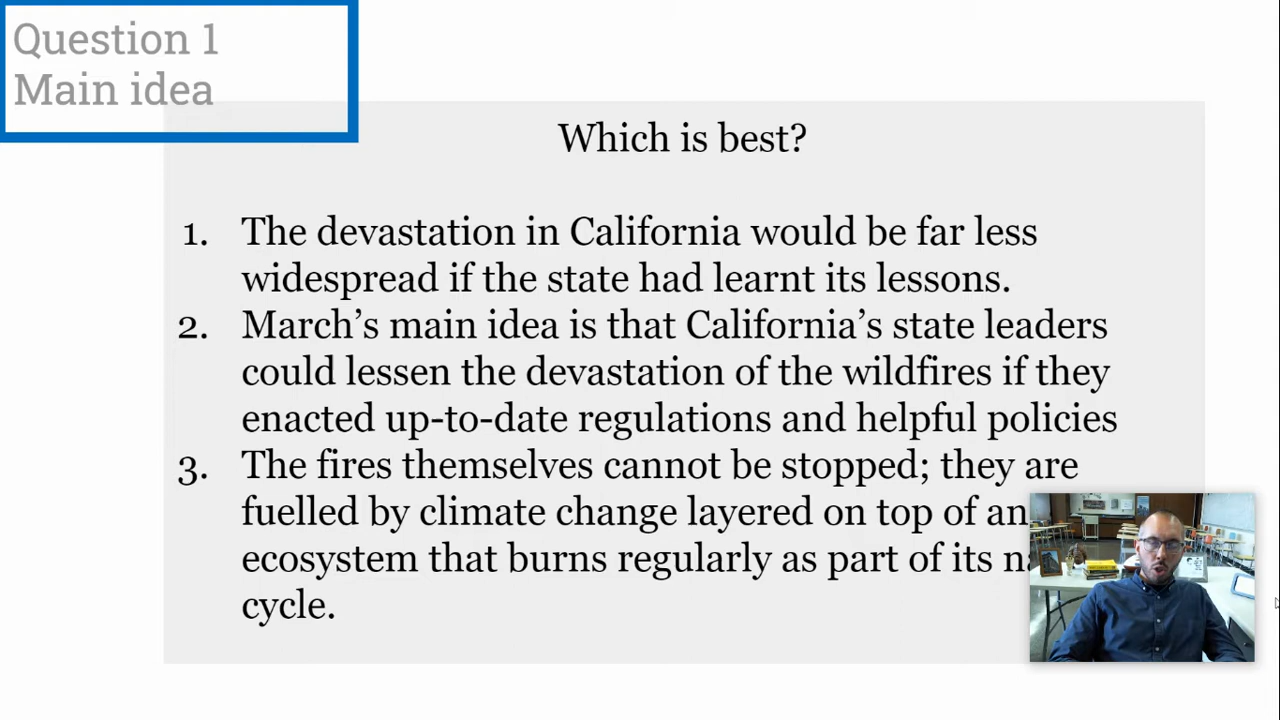 Question 1
Main idea
Which is best?
1. The devastation in California would be far less
widespread if the state had learnt its lessons.
2. March’s main idea is that California’s state leaders
could lessen the devastation of the wildfires if they
enacted up-to-date regulations and helpful policies
3. The fires themselves cannot be stopped; they are
fuelled by climate change layered on top of an
ecosystem that burns regularly as part of its
cycle.